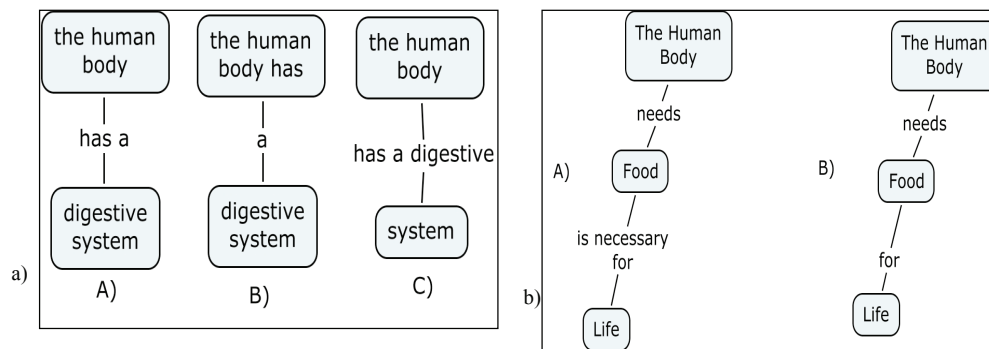 the human
body
has a
digestive
system
A)
the human
body has
a
digestive
system
B)
the human
body
has a digestive
system
C)
a)
The Human
Body
needs
A)
Food
is necessary
for
Life
The Human
Body
needs
B)
Food
for
Life
b)